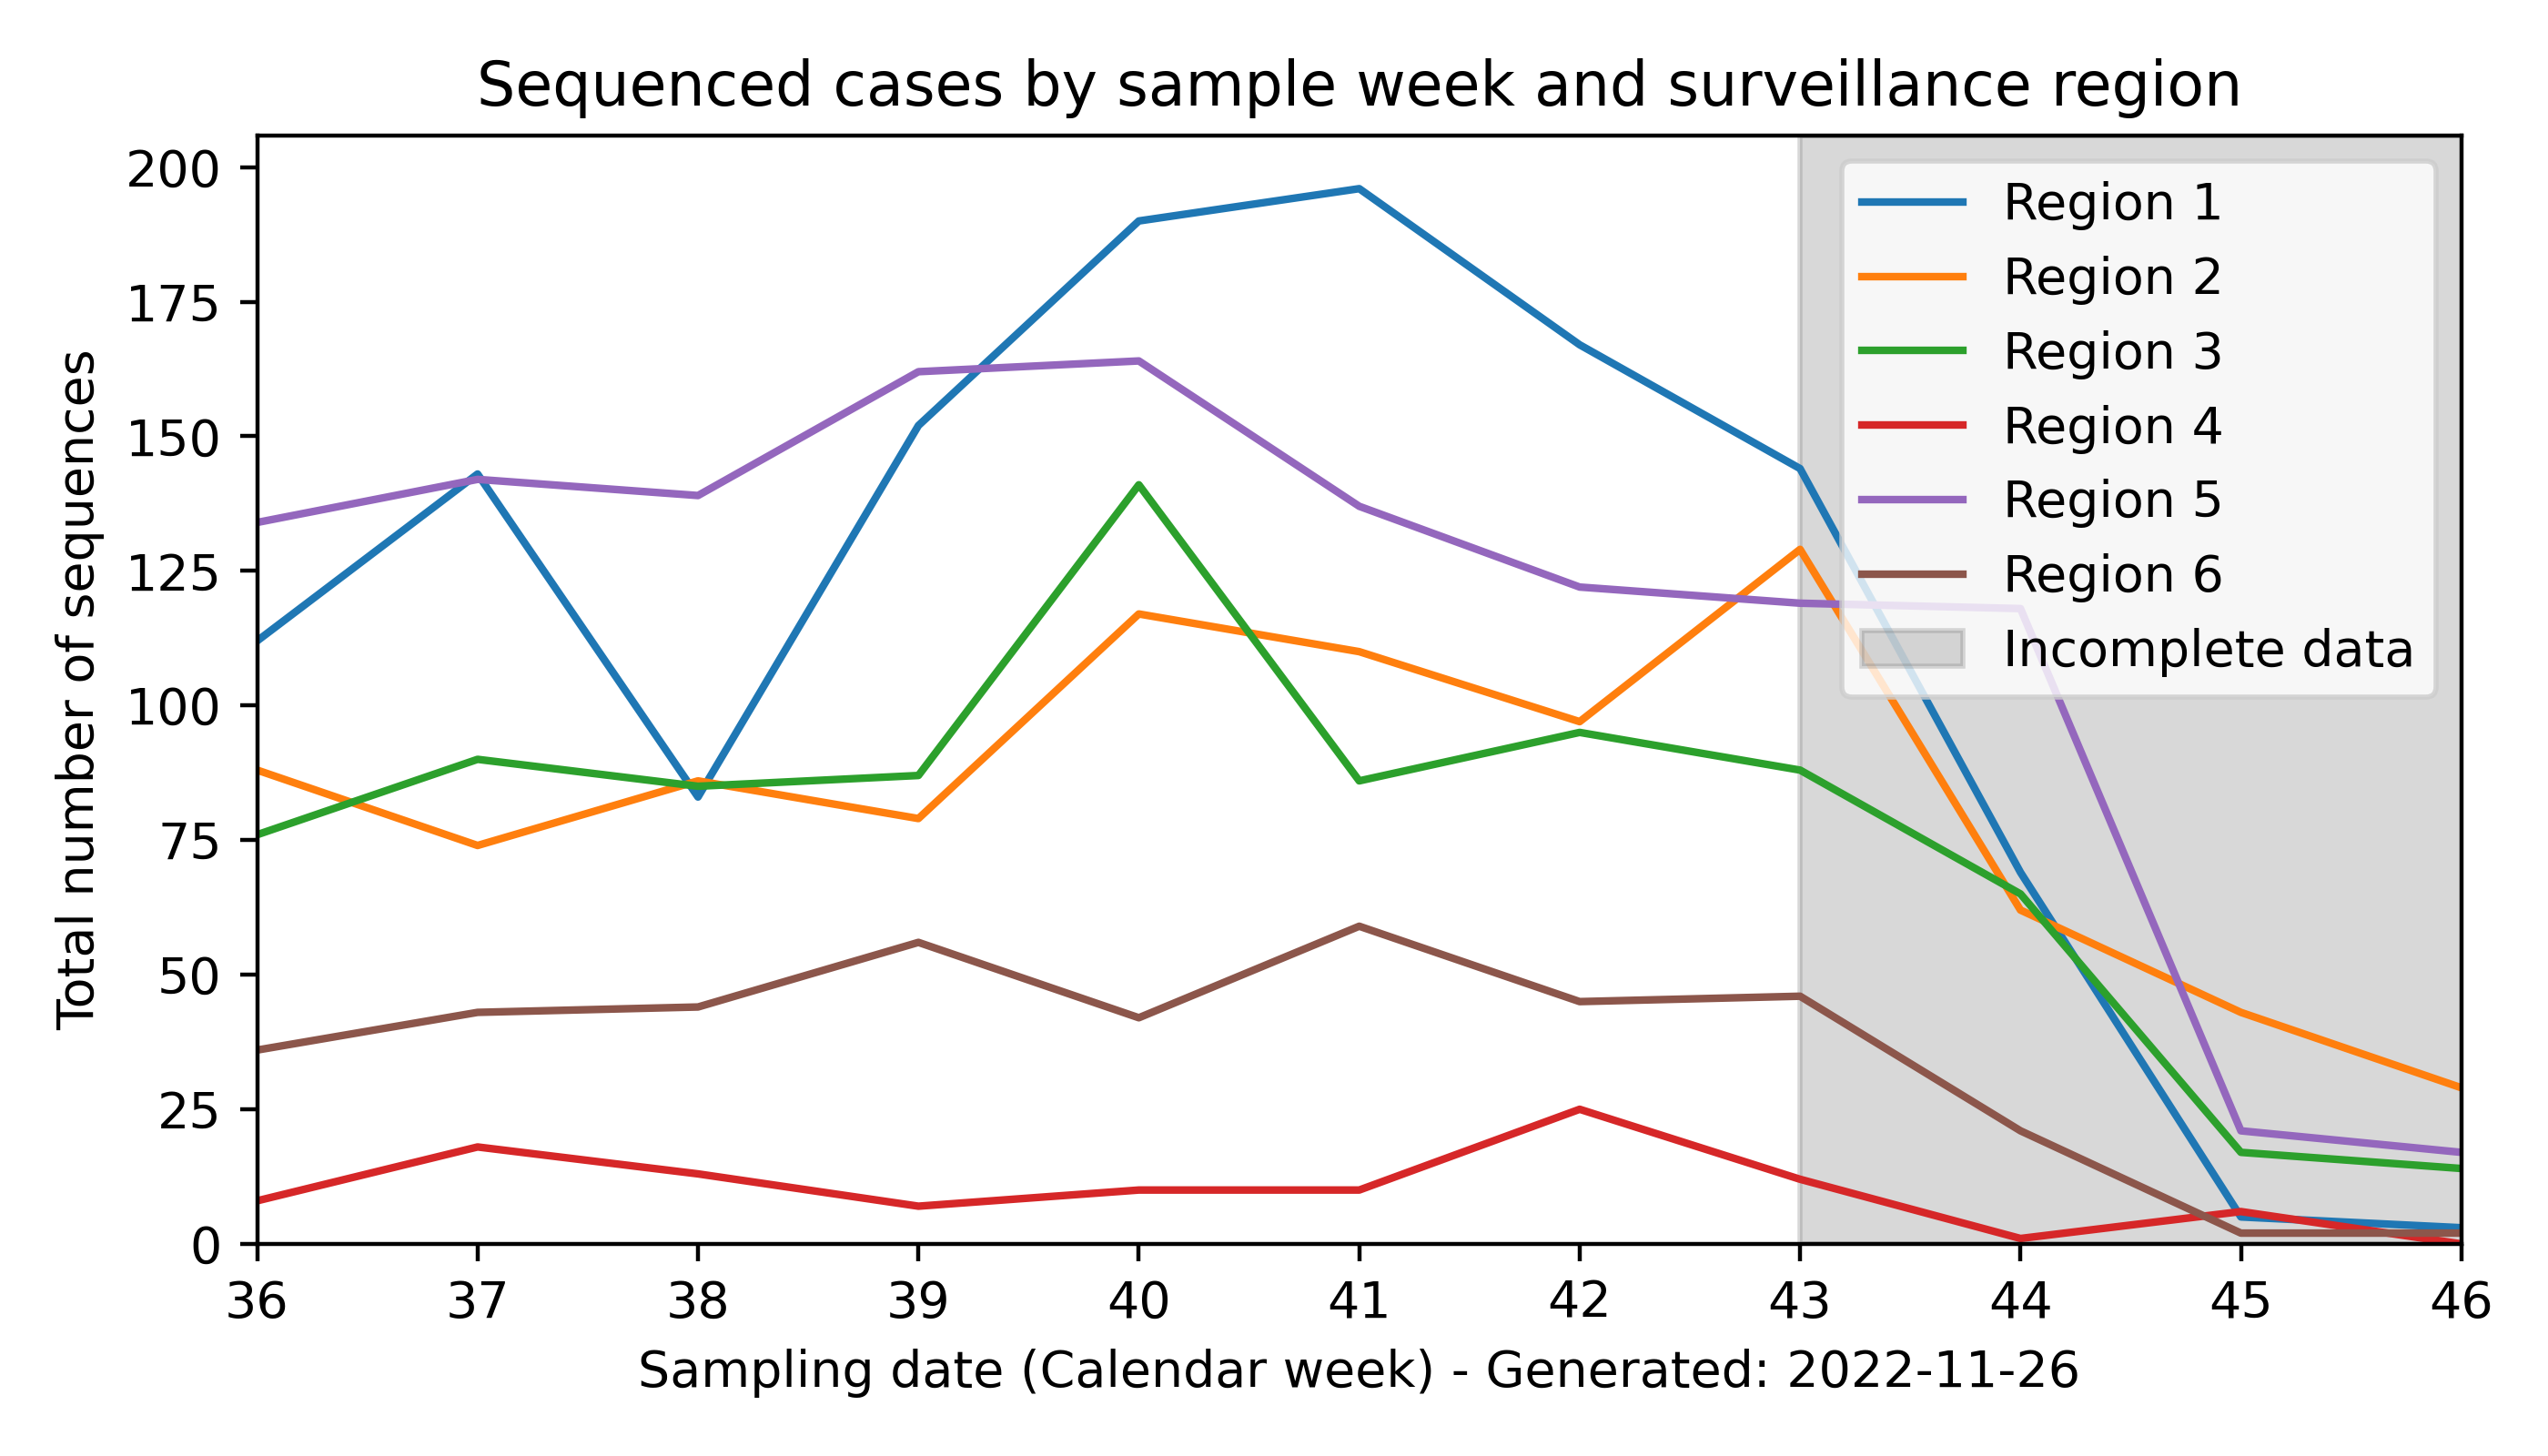 Sequenced cases by sample week and surveillance region
Total number of sequences
200
175
150
125
100
75
50
25
0
Region 1
Region 2
Region 3
Region 4
Region 5
Region 6
Incomplete data
36 37 38 39 40 41 42 43 44 45 46
Sampling date (Calendar week) - Generated: 2022-11-26